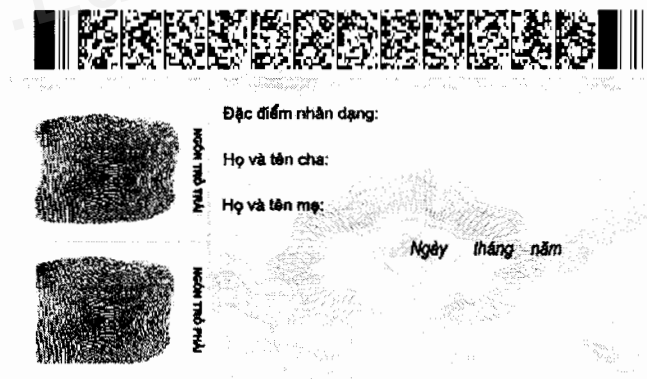 Đặc điểm nhân dạng:
Họ và tên cha:
Họ và tên mẹ:
Ngày tháng năm
NGÓN TRỎ TRÁI
NGÓN TRỎ PHẢI